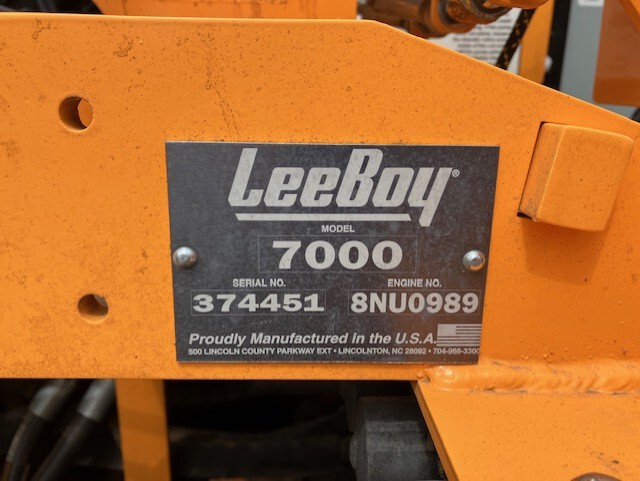 LeeBoy®
MODEL
7000
SERIAL NO. ENGINE NO.
374451 8NU0989
Proudly Manufactured in the U.S.A.
500 LINCOLN COUNTY PARKWAY EXT • LINCOLNTON, NC 28092 • 704-966-3300